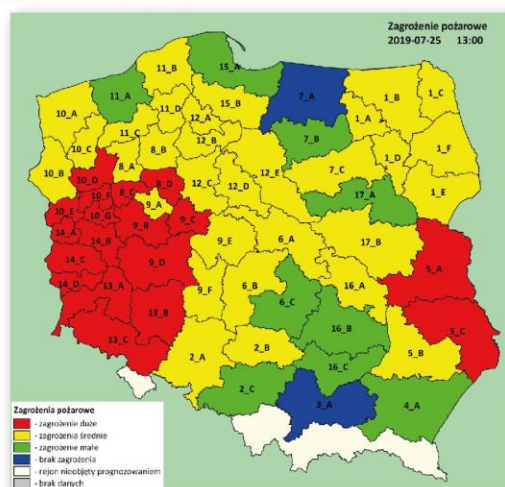 Zagrożenie pożarowe
2019-07-25 13:00
11_B
15_A
11_A
7_A
1_B
1_C
10_A
11_D
15_B
12_A
7_B
1_A
11_C
12_B
10_C
8_B
1_F
8_A
10_B
12_E
7_C
1_D
10_D
8_D
12_C
12_D
10_F
8_C
1_E
17_A
10_E
9_A
10_G
9_C
14_A
9_B
14_B
9_E
6_A
17_B
14_C
9_D
5_A
14_D
13_A
9_F
6_B
16_A
6_C
13_B
16_B
5_C
13_C
2_B
5_B
2_A
16_C
2_C
3_A
4_A
Zagrożenia pożarowe
- zagrożenie duże
- zagrożenia średnie
- zagrożenie małe
- brak zagrożenia
- rejon nieobjęty prognozowaniem
- brak danych